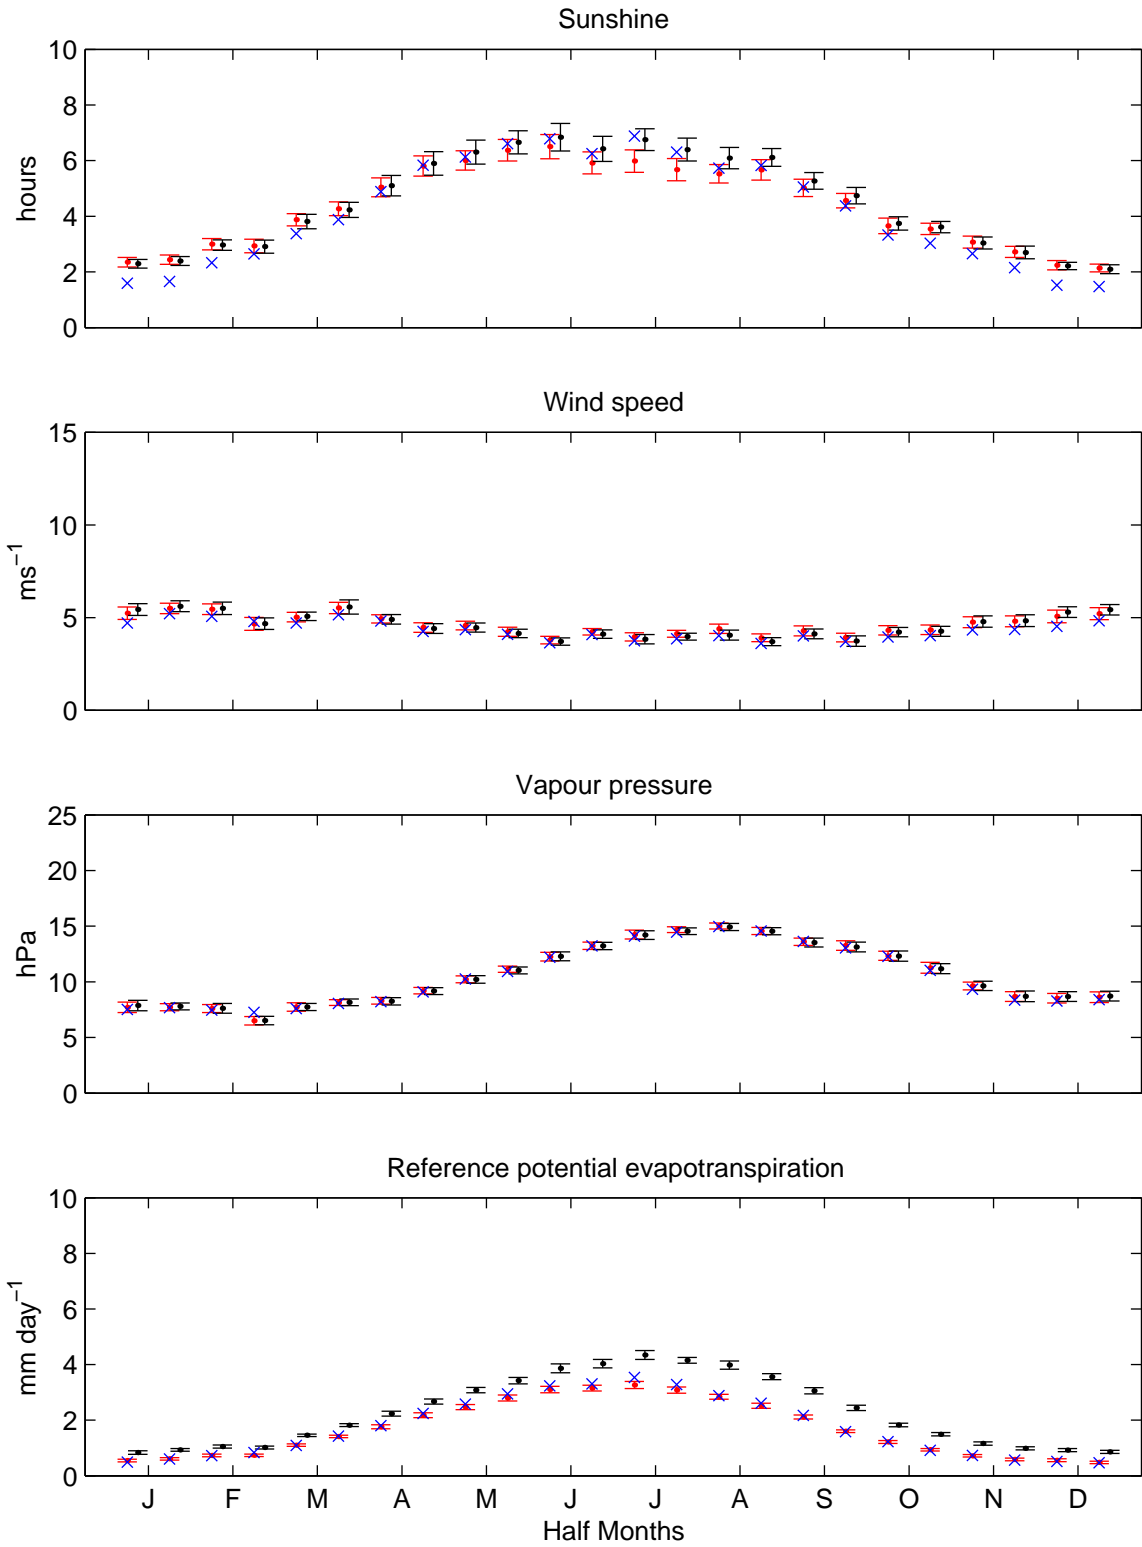 Sunshine
10
8
6
4
2
0
hours
Wind speed
15
10
5
0
ms⁻¹
Vapour pressure
25
20
15
10
5
0
hPa
Reference potential evapotranspiration
10
8
6
4
2
0
mm day⁻¹
J F M A M J J A S O N D
Half Months